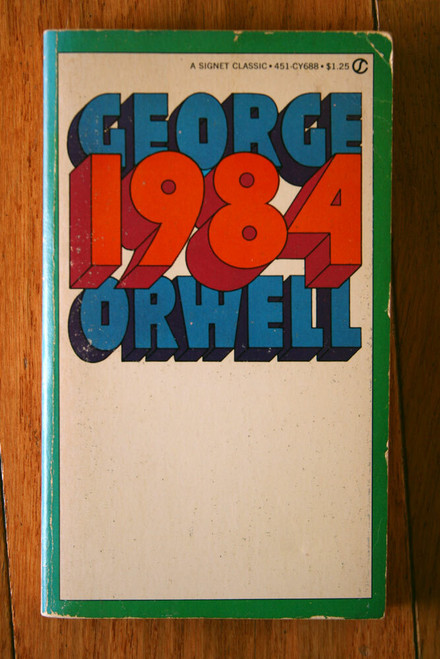 A SIGNET CLASSIC • 451-CY688 • $1.25
GEORGE
1984
ORWELL